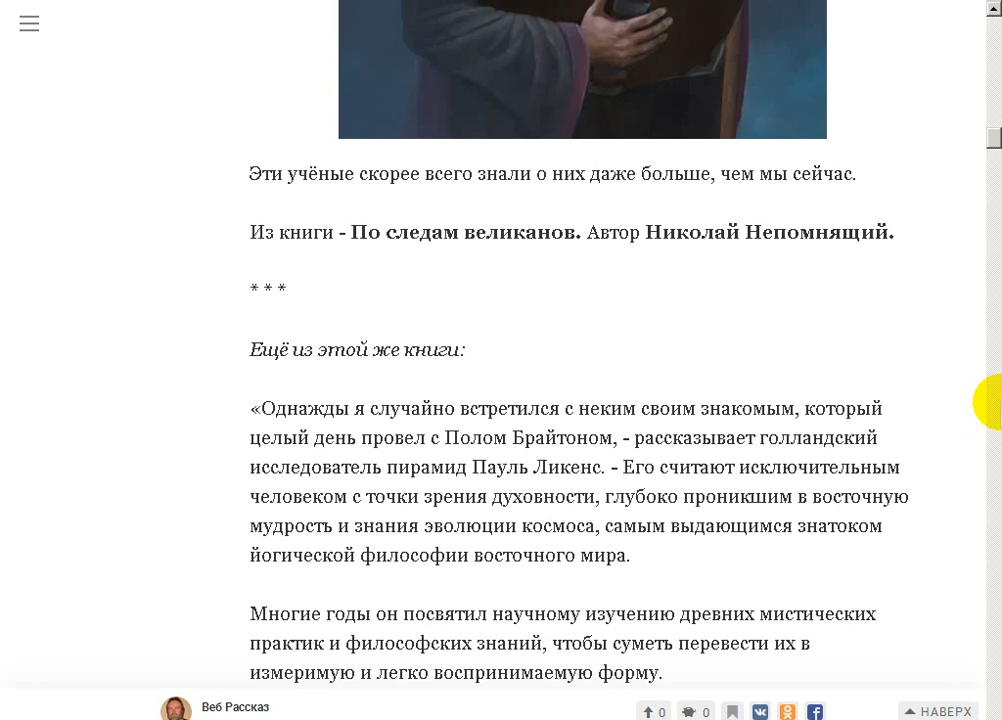 Эти учёные скорее всего знали о них даже больше, чем мы сейчас.
Из книги - По следам великанов. Автор Николай Непомнящий.
* * *
Ещё из этой же книги:
«Однажды я случайно встретился с неким своим знакомым, который
целый день провел с Полом Брайтоном, - рассказывает голландский
исследователь пирамид Пауль Ликенс. - Его считают исключительным
человеком с точки зрения духовности, глубоко проникшим в восточную
мудрость и знания эволюции космоса, самым выдающимся знатоком
йогической философии восточного мира.
Многие годы он посвятил научному изучению древних мистических
практик и философских знаний, чтобы суметь перевести их в
измеримую и легко воспринимаемую форму.
Веб Рассказ
0 0 НАВЕРХ